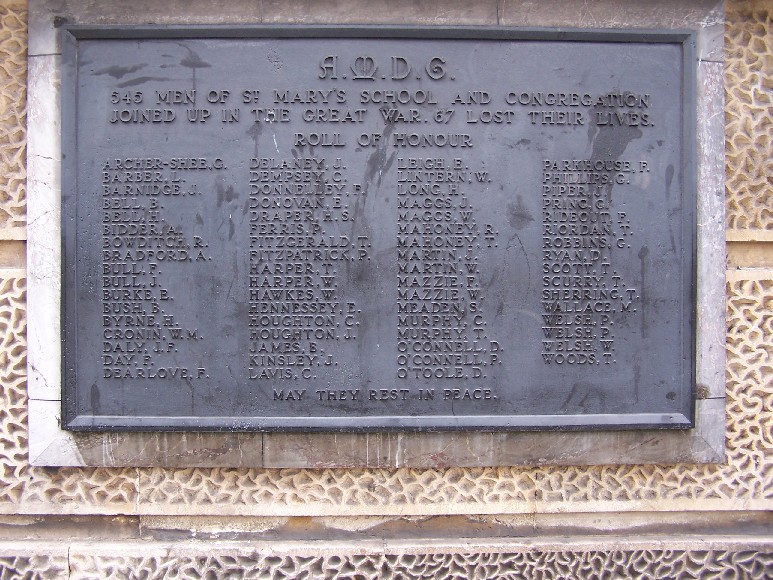 A.M.D.G.
545 MEN OF ST MARY'S SCHOOL AND CONGREGATION
JOINED UP IN THE GREAT WAR. 67 LOST THEIR LIVES.
ROLL OF HONOUR
ARCHER-SHEE, G.
BARBER, L.
BARNIDGE, J.
BELL, B.
BELL, H.
BIDDER, A.
BOWDITCH, R.
BRADFORD, A.
BULL, F.
BULL, J.
BURKE, E.
BUSH, B.
BYRNE, H.
CRONIN, W.M.
DALY, J.F.
DAY, P.
DEARLOVE, F.
DELANEY, J.
DEMPSEY, C.
DONNELLEY, F.
DONOVAN, E.
DRAPER, H.S.
FERRIS, P.
FITZGERALD, T.
FITZPATRICK, P.
HARPER, T.
HARPER, W.
HAWKES, W.
HENNESSEY, P.
HOUGHTON, C.
HOUGHTON, J.
JAMES, R.
KINSLEY, J.
LAVIS, C.
LEIGH, E.
LINTERN, W.
LONG, H.
MAGGS, J.
MAGGS, W.
MAHONEY, R.
MAHONEY, T.
MARTIN, J.
MARTIN, W.
MAZZIE, F.
MAZZIE, W.
MEADEN, S.
MURPHY, C.
MURPHY, T.
O'CONNELL, D.
O'CONNELL, P.
O'TOOLE, D.
PARKHOUSE, F.
PHILLIPS, G.
PIPER, J.
PRING, C.
RIDEOUT, F.
RIORDAN, T.
ROBBINS, G.
RYAN, D.
SCOTT, T.
SCURRY, T.
SHERRING, T.
WALLACE, M.
WELSH, F.
WELSH, P.
WELSH, W.
WOODS, T.
MAY THEY REST IN PEACE.